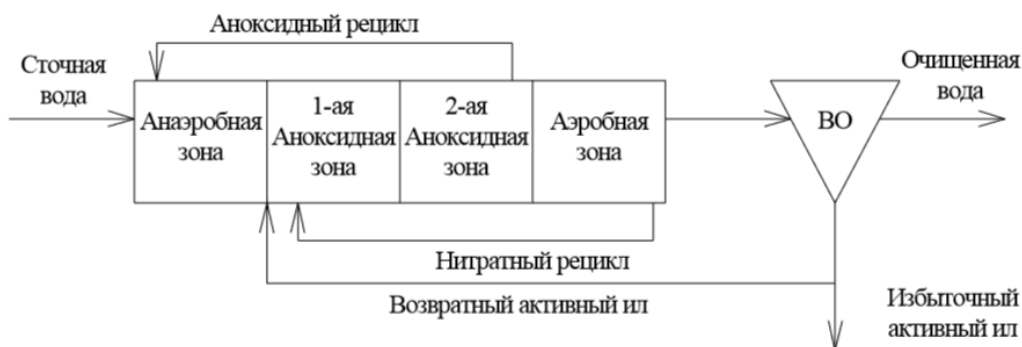 Аноксидный рецикл
Сточная
вода
Очищенная
вода
Анаэробная
зона
1-ая
Аноксидная
зона
2-ая
Аноксидная
зона
Аэробная
зона
ВО
Нитратный рецикл
Возвратный активный ил
Избыточный
активный ил